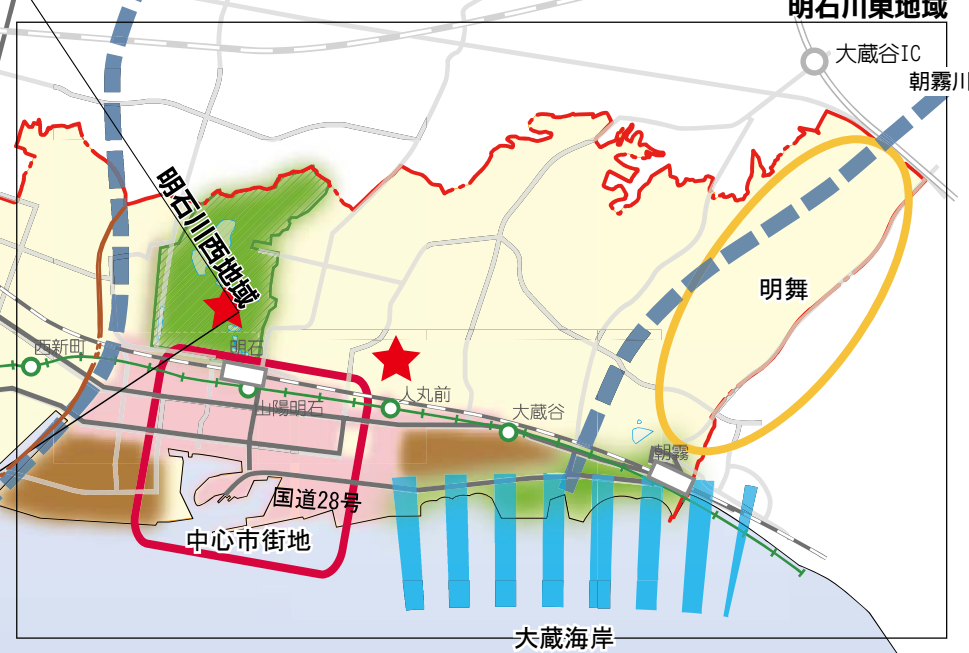 明石川東地域
大蔵谷IC
朝霧川
明石川西地域
明舞
西新町
明石
山陽明石
人丸前
大蔵谷
朝霧
国道28号
中心市街地
大蔵海岸